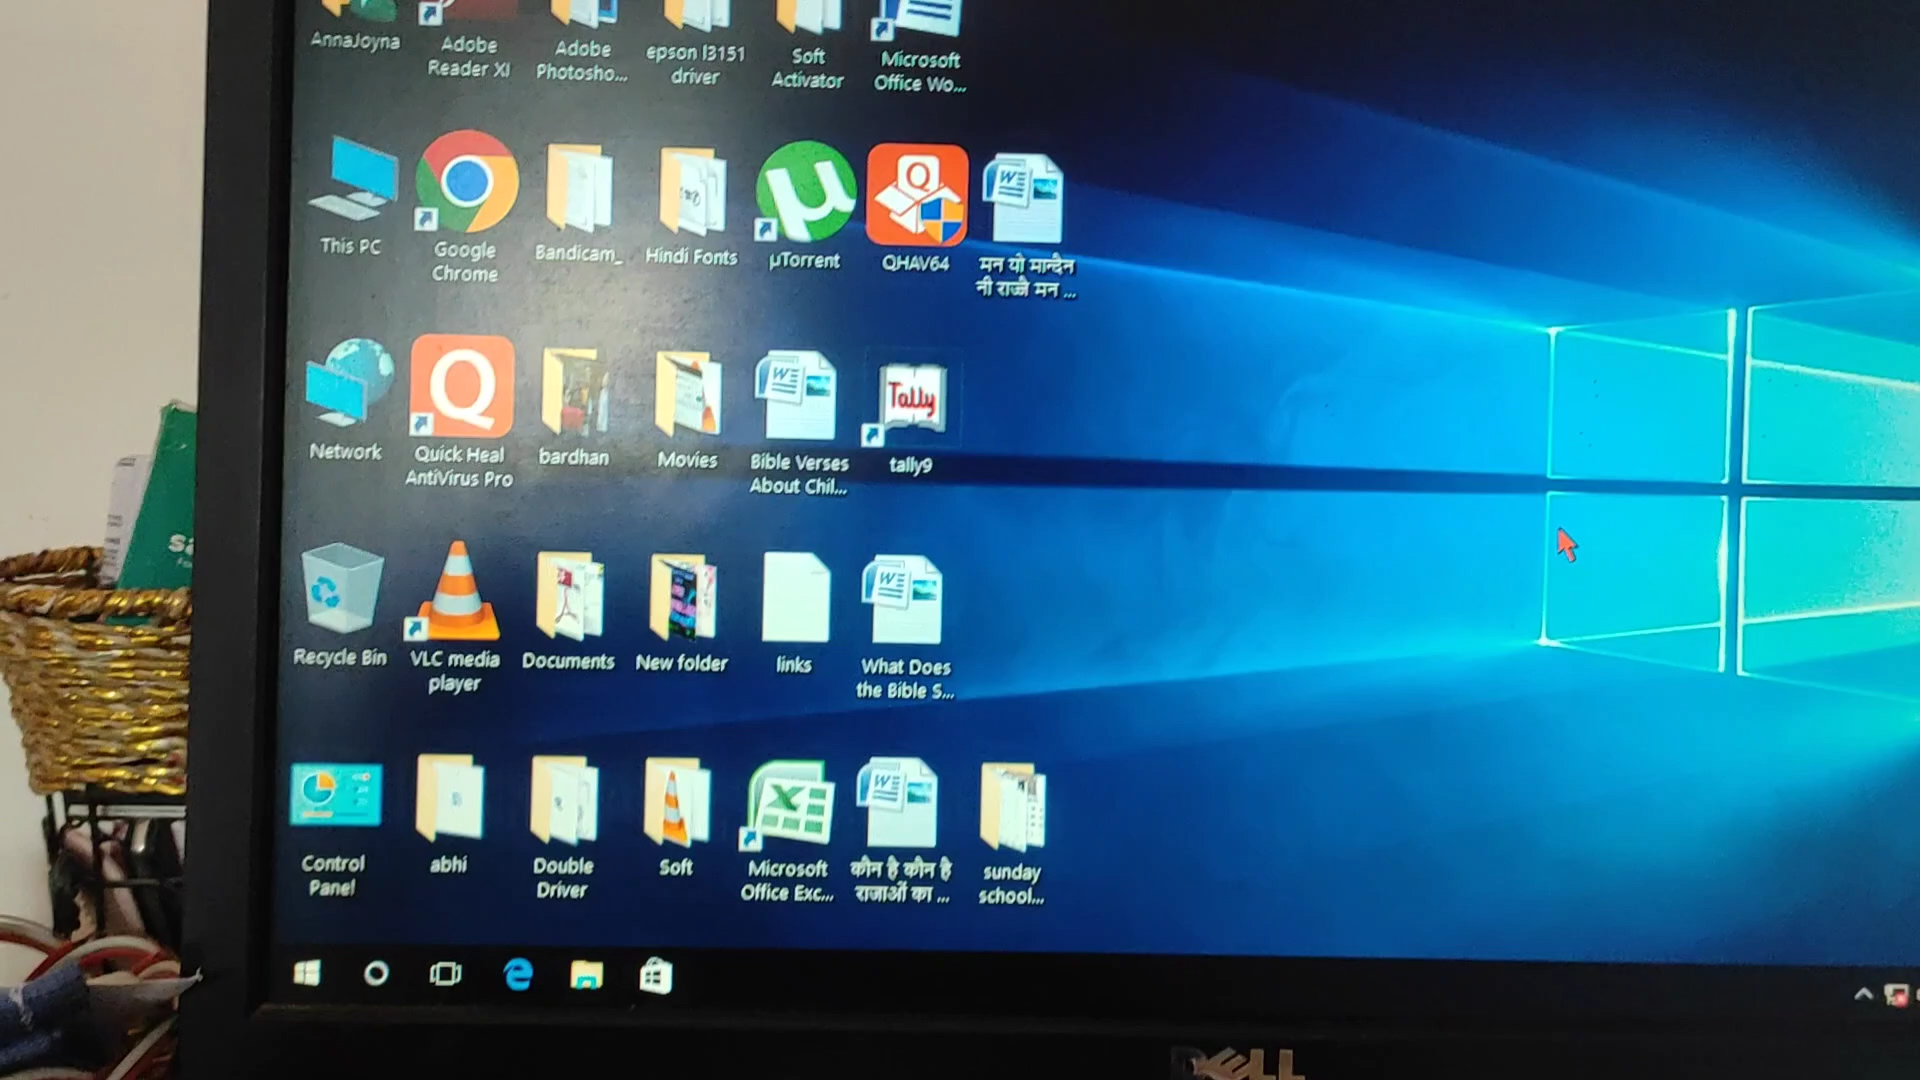 AnnaJoyna
Adobe
Reader XI
Adobe
Photosho...
epson l3151
driver
Soft
Activator
Microsoft
Office Wo...
This PC
Google
Chrome
Bandicam_
Hindi Fonts
µTorrent
QHAV64
मन यो मान्दैन
नी राज्जै मन ...
Network
Quick Heal
AntiVirus Pro
bardhan
Movies
Bible Verses
About Chil...
Tally
tally9
Recycle Bin
VLC media
player
Documents
New folder
links
What Does
the Bible S...
Control
Panel
abhi
Double
Driver
Soft
Microsoft
Office Exc...
कौन है कौन है
राजाओं का ...
sunday
school...
DELL